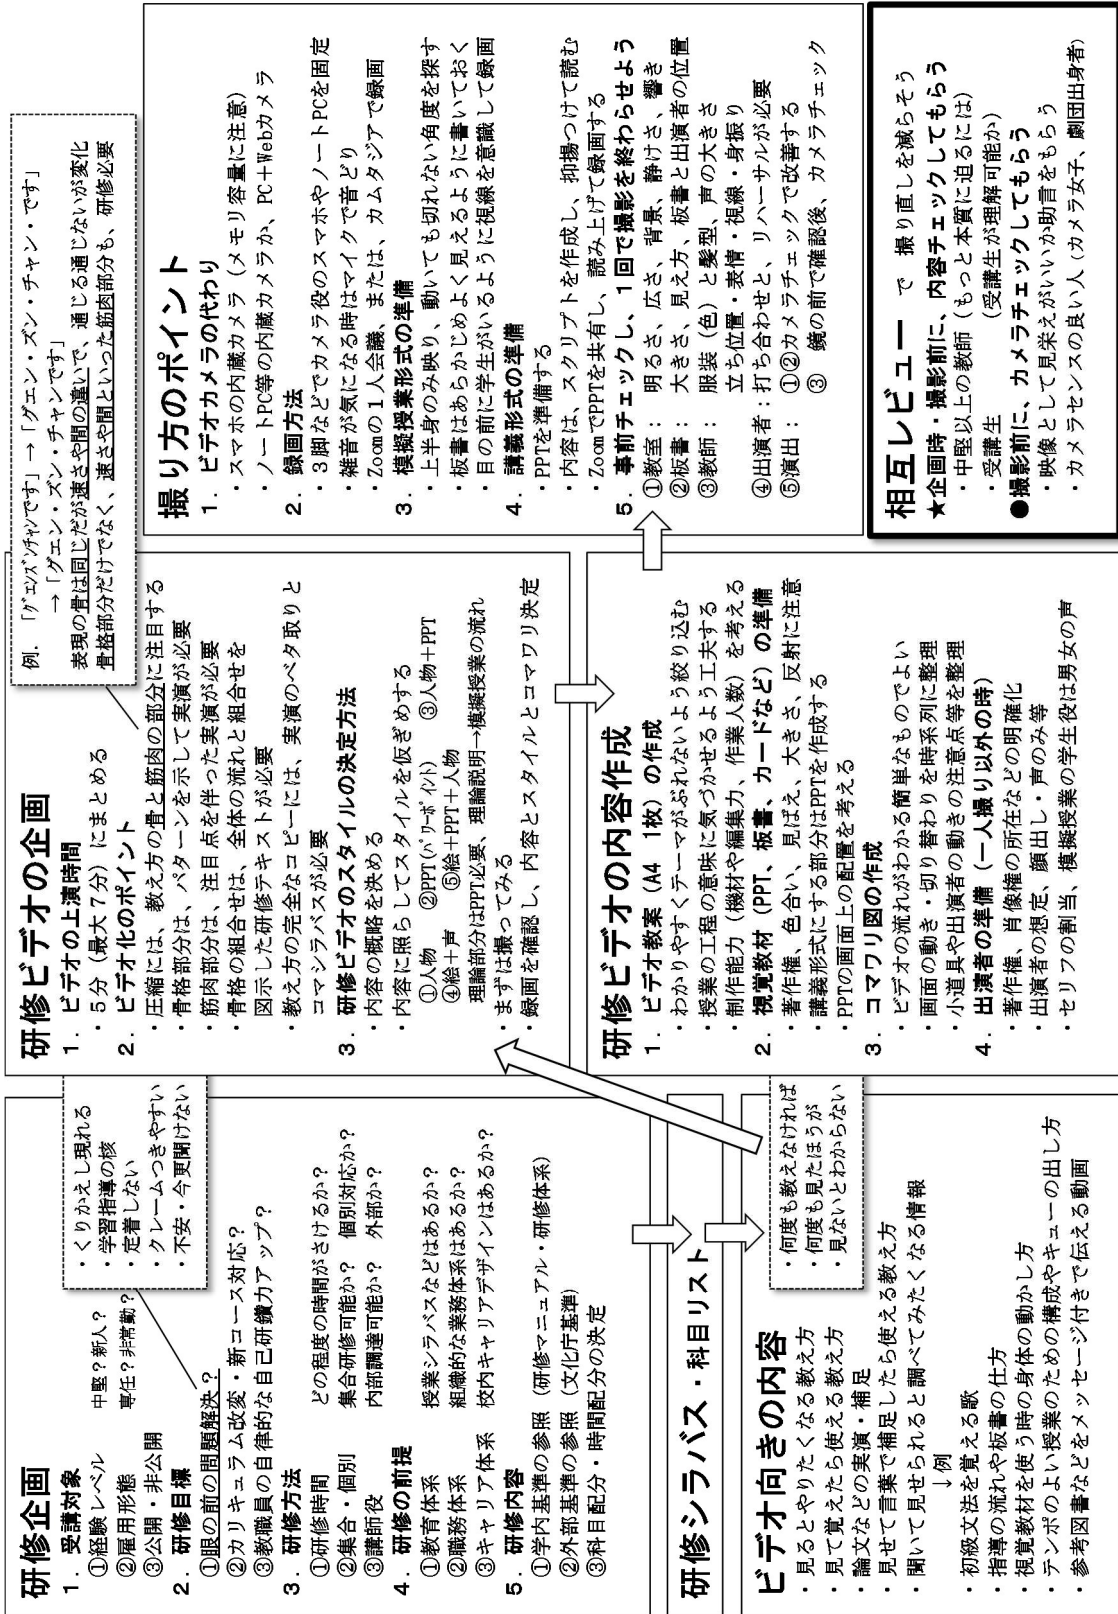 研修企画
1．受講対象
①経験レベル　中堅？新人？
②雇用形態　専任？非常勤？
③公開・非公開
2．研修目標
①眼の前の問題解決？
②カリキュラム改変・新コース対応？
③教職員の自律的な自己研鑽力アップ？
3．研修方法
①研修時間　どの程度の時間がさけるか？
②集合・個別　集合研修可能か？　個別対応か？
③講師役　内部調達可能か？　外部か？
4．研修の前提
①教育体系　授業シラバスなどはあるか？
②職務体系　組織的な業務体系はあるか？
③キャリア体系　校内キャリアデザインはあるか？
5．研修内容
①学内基準の参照　（研修マニュアル・研修体系）
②外部基準の参照　（文化庁基準）
③科目配分・時間配分の決定
・くりかえし現れる
・学習指導の核
・定着しない
・クレームつきやすい
・不安・今更聞けない
研修シラバス・科目リスト
ビデオ向きの内容
・見るとやりたくなる教え方
・見て覚えたら使える教え方
・論文などの実演・補足
・見せて言葉で補足したら使える教え方
・聞いて見せられると調べてみたくなる情報
↓例
・初級文法を覚える歌
・指導の流れや板書の仕方
・視覚教材を使う時の身体の動かし方
・テンポのよい授業のための構成やキューの出し方
・参考図書などをメッセージ付きで伝える動画
・何度も教えなければ
・何度も見たほうが
・見ないとわからない
研修ビデオの企画
1．ビデオの上演時間
・5分（最大7分）にまとめる
2．ビデオ化のポイント
・圧縮には、教え方の骨と筋肉の部分に注目する
・骨格部分は、パターンを示して実演が必要
・筋肉部分は、注目点を伴った実演が必要
・骨格の組合せは、全体の流れと組合せを
図示した研修テキストが必要
・教え方の完全なコピーには、実演のベタ取りと
コマシラバスが必要
3．研修ビデオのスタイルの決定方法
・内容の概略を決める
・内容に照らしてスタイルを仮ぎめする
①人物　②PPT(ﾊﾟﾜｰﾎﾟｲﾝﾄ)　③人物＋PPT
④絵＋声　⑤絵＋PPT＋人物
理論部分はPPT必要、理論説明→模擬授業の流れ
・まずは撮ってみる
・録画を確認し、内容とスタイルとコマワリ決定
例．「ｸﾞｴﾝｽﾞﾝﾁｬﾝです」→「グエン・ズン・チャン・です」
→「グエン・ズン・チャンです」
表現の骨は同じだが速さや間の違いで、通じる通じないが変化
骨格部分だけでなく、速さや間といった筋肉部分も、研修必要
研修ビデオの内容作成
1．ビデオ教案（A4 1枚）の作成
・わかりやすくテーマがぶれないよう絞り込む
・授業の工程の意味に気づかせるよう工夫する
・制作能力（機材や編集力、作業人数）を考える
2．視覚教材（PPT、板書、カードなど）の準備
・著作権、色合い、見ばえ、大きさ、反射に注意
・講義形式にする部分はPPTを作成する
・PPTの画面上の配置を考える
3．コマワリ図の作成
・ビデオの流れがわかる簡単なものでよい
・画面の動き・切り替わりを時系列に整理
・小道具や出演者の動きの注意点等を整理
4．出演者の準備（一人撮り以外の時）
・著作権、肖像権の所在などの明確化
・出演者の想定、顔出し・声のみ等
・セリフの割当、模擬授業の学生役は男女の声
撮り方のポイント
1．ビデオカメラの代わり
・スマホの内蔵カメラ（メモリ容量に注意）
・ノートPC等の内蔵カメラか、PC＋Webカメラ
2．録画方法
・3脚などでカメラ役のスマホやノートPCを固定
・雑音が気になる時はマイクで音どり
・Zoomの1人会議、または、カムタジアで録画
3．模擬授業形式の準備
・上半身のみ映り、動いても切れない角度を探す
・板書はあらかじめよく見えるように書いておく
・目の前に学生がいるように視線を意識して録画
4．講義形式の準備
・PPTを準備する
・内容は、スクリプトを作成し、抑揚つけて読む
・ZoomでPPTを共有し、読み上げて録画する
5．事前チェックし、1回で撮影を終わらせよう
①教室：　明るさ、広さ、背景、静けさ、響き
②板書：　大きさ、見え方、板書と出演者の位置
③教師：　服装（色）と髪型、声の大きさ
立ち位置・表情・視線・身振り
④出演者：打ち合わせと、リハーサルが必要
⑤演出：　①②カメラチェックで改善する
③　鏡の前で確認後、カメラチェック
相互レビュー　で　撮り直しを減らそう
★企画時・撮影前に、内容チェックしてもらう
・中堅以上の教師（もっと本質に迫るには）
・受講生　（受講生が理解可能か）
●撮影前に、カメラチェックしてもらう
・映像として見栄えがいいか助言をもらう
・カメラセンスの良い人（カメラ女子、劇団出身者）